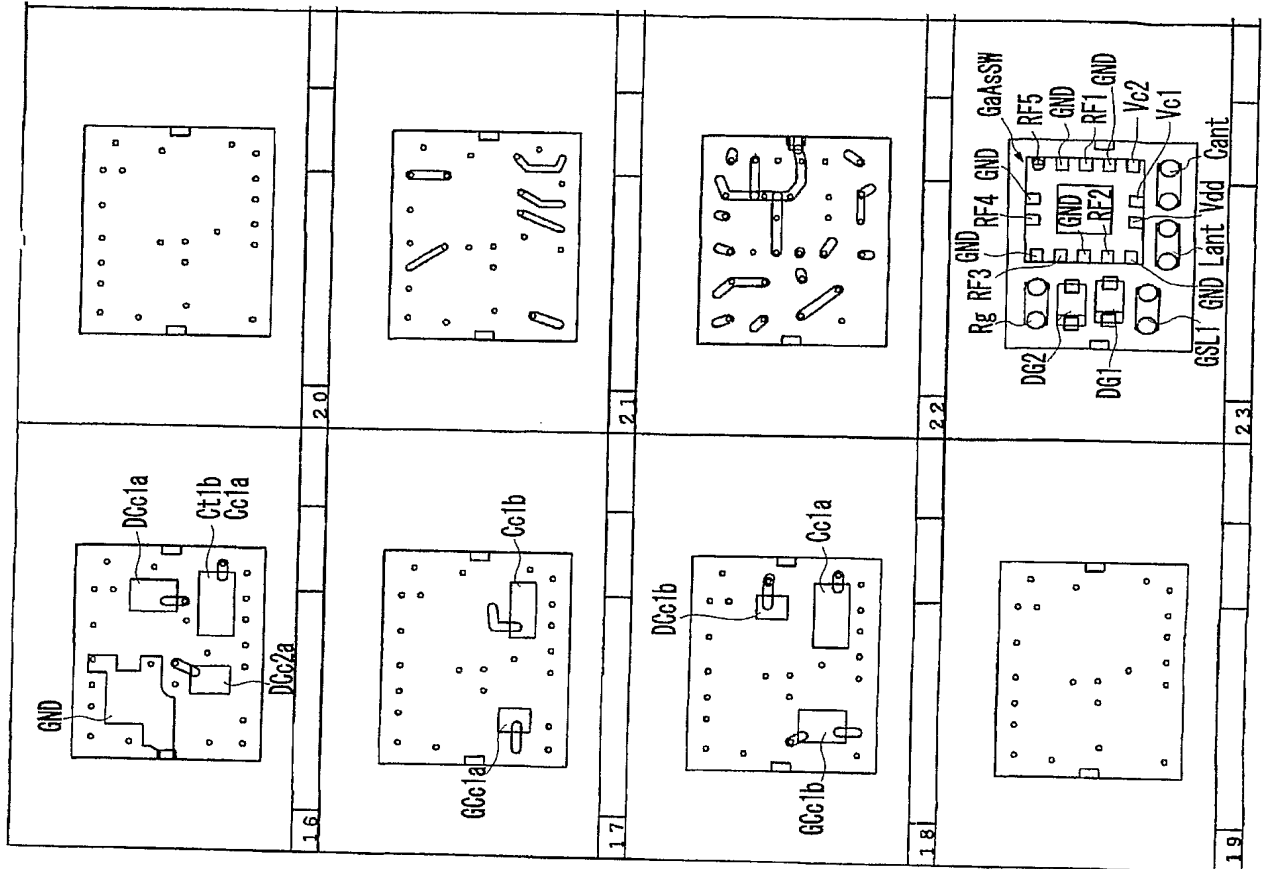 20
21
22
GaAsSW
RF5
GND
RF1
GND
Vc2
Vc1
GND
RF4
GND
RF3
Rg
GND
RF2
DG2
DG1
GSL1
GND
Lant
Vdd
Cant
23
GND
DCc1a
Ct1b
Cc1a
DCc2a
16
Cc1b
GCc1a
17
DCc1b
Cc1a
GCc1b
18
19